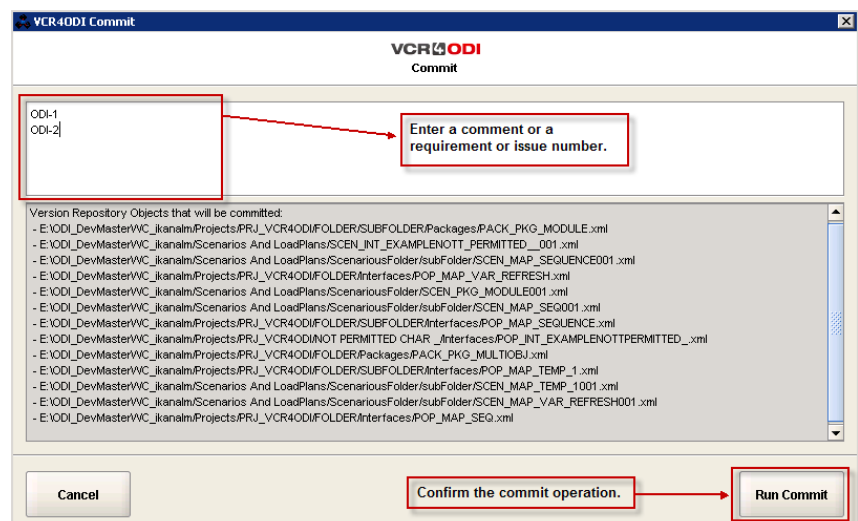 VCR4ODI Commit
VCR4ODI
Commit
ODI-1
ODI-2
Enter a comment or a
requirement or issue number.
Version Repository Objects that will be committed:
- E:\ODI_DevMasterWC_ikanalm/Projects/PRJ_VCR4ODI/FOLDER/SUBFOLDER/Packages/PACK_PKG_MODULE.xml
- E:\ODI_DevMasterWC_ikanalm/Scenarios And LoadPlans/SCEN_INT_EXAMPLENOTT_PERMITTED__001.xml
- E:\ODI_DevMasterWC_ikanalm/Scenarios And LoadPlans/ScenariousFolder/subFolder/SCEN_MAP_SEQUENCE001.xml
- E:\ODI_DevMasterWC_ikanalm/Projects/PRJ_VCR4ODI/FOLDER/Interfaces/POP_MAP_VAR_REFRESH.xml
- E:\ODI_DevMasterWC_ikanalm/Scenarios And LoadPlans/ScenariousFolder/SCEN_PKG_MODULE001.xml
- E:\ODI_DevMasterWC_ikanalm/Scenarios And LoadPlans/ScenariousFolder/subFolder/SCEN_MAP_SEQ001.xml
- E:\ODI_DevMasterWC_ikanalm/Projects/PRJ_VCR4ODI/FOLDER/SUBFOLDER/Interfaces/POP_MAP_SEQUENCE.xml
- E:\ODI_DevMasterWC_ikanalm/Projects/PRJ_VCR4ODI/NOT PERMITTED CHAR _/Interfaces/POP_INT_EXAMPLENOTTPERMITTED_.xml
- E:\ODI_DevMasterWC_ikanalm/Projects/PRJ_VCR4ODI/FOLDER/Packages/PACK_PKG_MULTIOBJ.xml
- E:\ODI_DevMasterWC_ikanalm/Projects/PRJ_VCR4ODI/FOLDER/SUBFOLDER/Interfaces/POP_MAP_TEMP_1.xml
- E:\ODI_DevMasterWC_ikanalm/Scenarios And LoadPlans/ScenariousFolder/subFolder/SCEN_MAP_TEMP_1001.xml
- E:\ODI_DevMasterWC_ikanalm/Scenarios And LoadPlans/ScenariousFolder/subFolder/SCEN_MAP_VAR_REFRESH001.xml
- E:\ODI_DevMasterWC_ikanalm/Projects/PRJ_VCR4ODI/FOLDER/Interfaces/POP_MAP_SEQ.xml
Cancel
Confirm the commit operation.
Run Commit